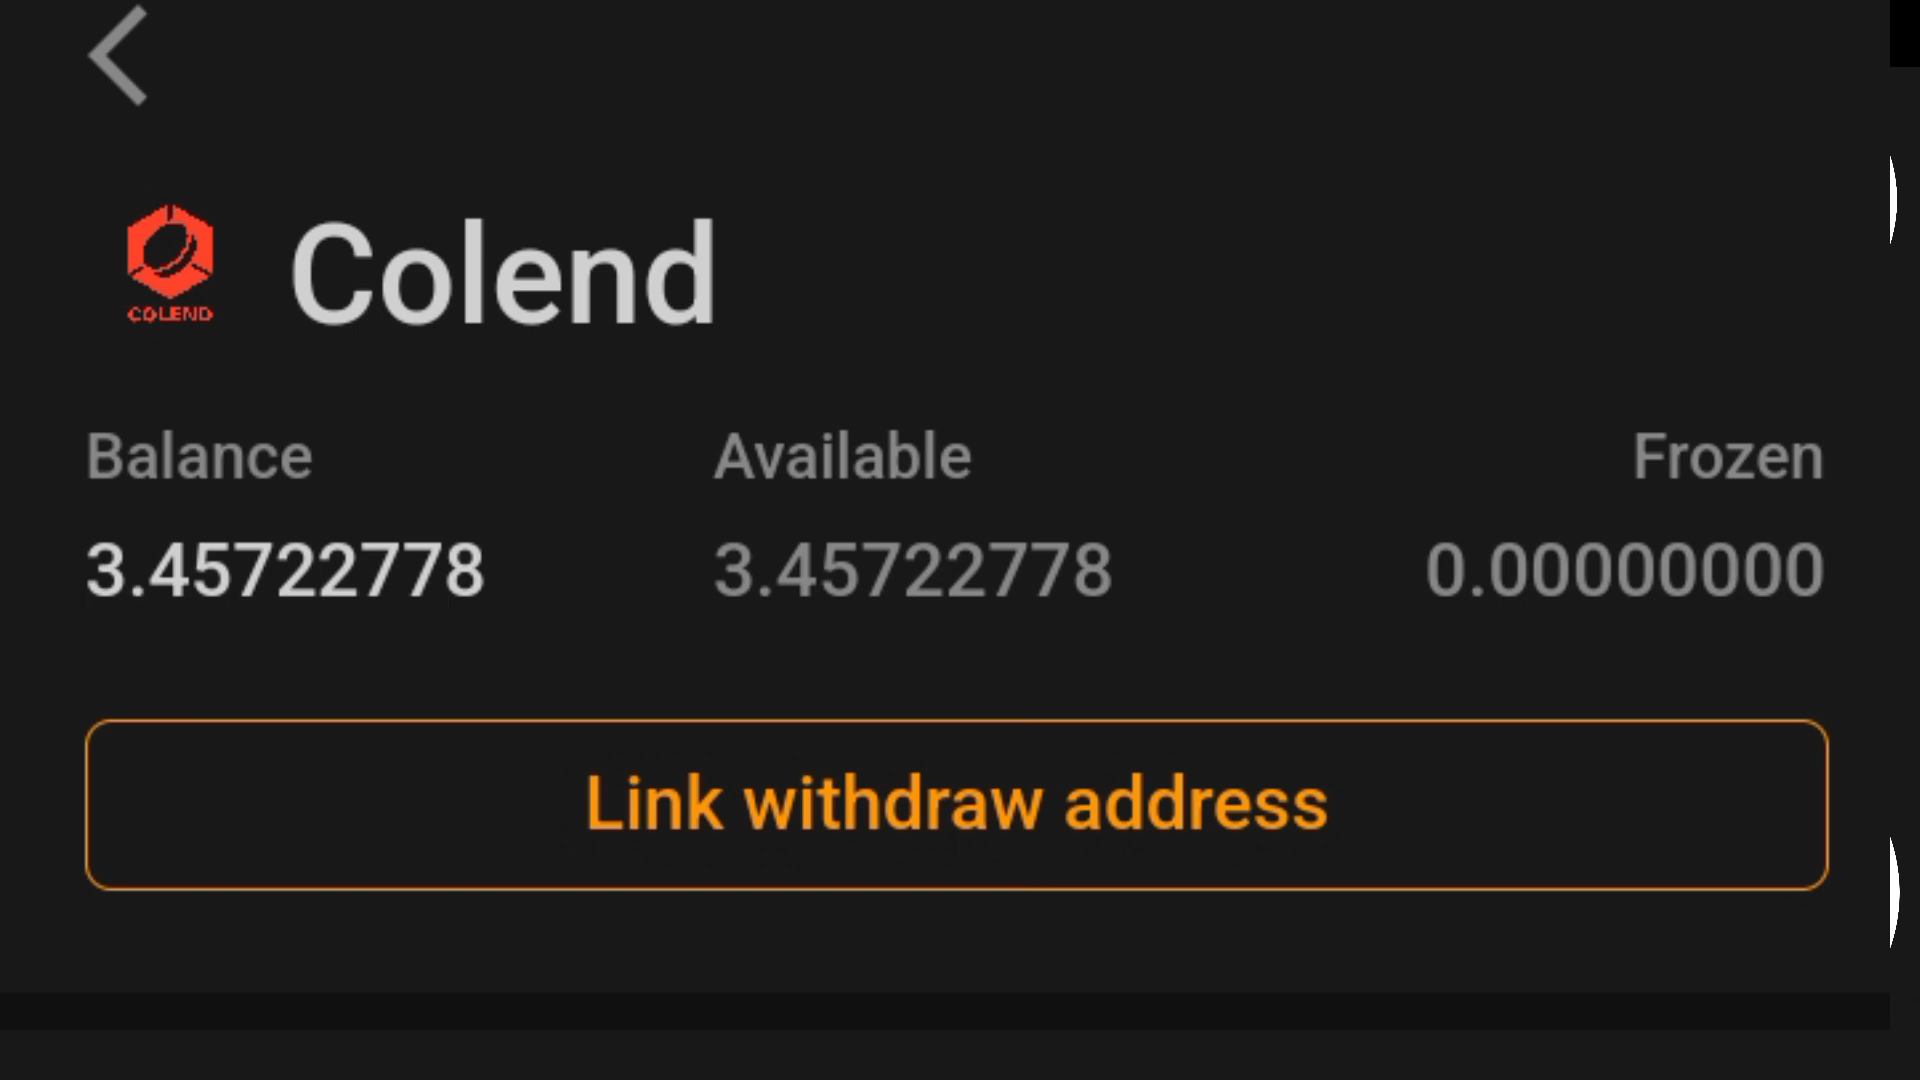 COLEND
Colend
Balance Available Frozen
3.45722778 3.45722778 0.00000000
Link withdraw address